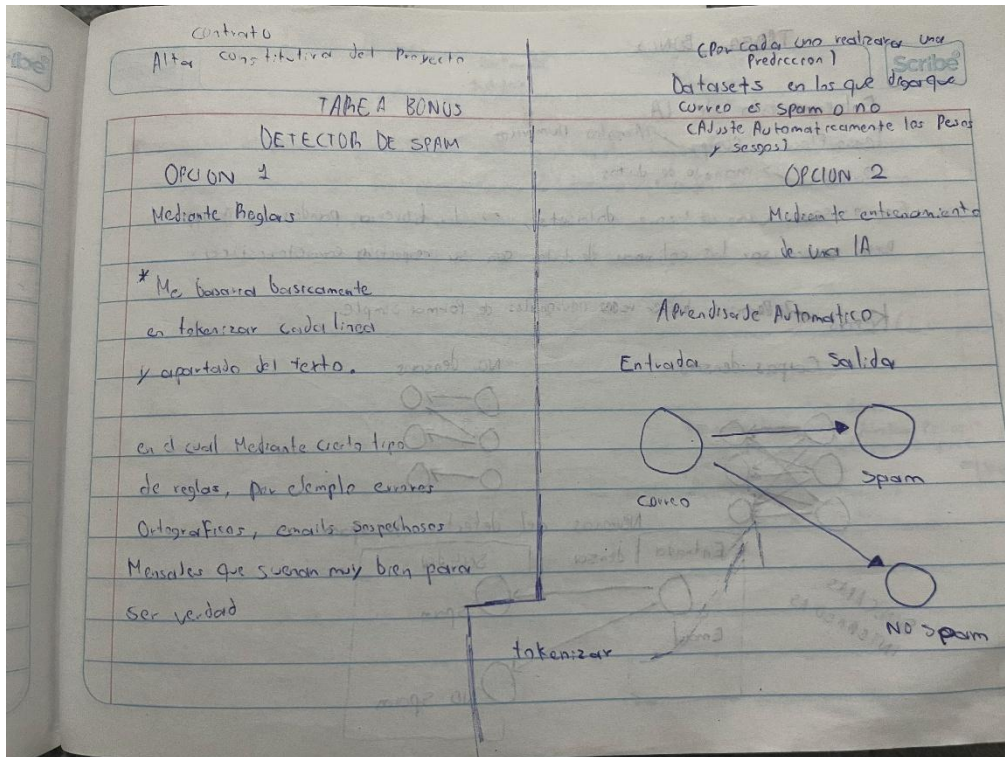 contrato
Alta constitutiva del Proyecto
TAREA BONUS
DETECTOR DE SPAM
OPCION 1
Mediante Reglas
* Me basaria basicamente
en tokenizar cada linea
y apartado del texto.
en el cual Mediante cierto tipo
de reglas, por ejemplo errores
Ortograficos, emails sospechosos
Mensajes que suenan muy bien para
ser verdad
(Por cada uno realizara una
Prediccion)
Scribe
Datasets en los que diga que
correo es spam o no
(Ajuste Automaticamente los Pesos
y sesgos)
OPCION 2
Mediante entrenamiento
de una IA
Aprendisaje Automatico
Entrada Salida
Correo
Spam
NO Spam
tokenizar